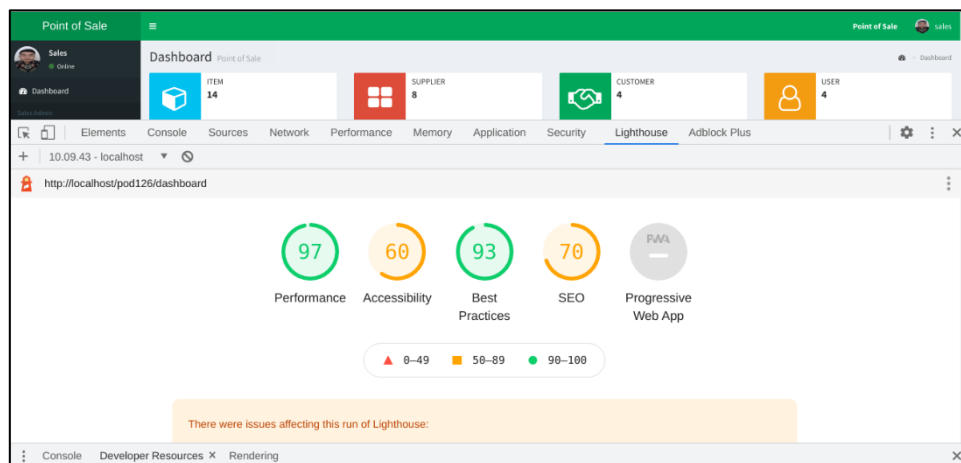 Point of Sale
Point of Sale sales
Sales
Online
Dashboard Point of Sale
Dashboard
Dashboard
Sales Admin
ITEM
14
SUPPLIER
8
CUSTOMER
4
USER
4
Elements Console Sources Network Performance Memory Application Security Lighthouse Adblock Plus
10.09.43 - localhost
http://localhost/pod126/dashboard
97 60 93 70 PWA
Performance Accessibility Best Practices SEO Progressive Web App
0–49 50–89 90–100
There were issues affecting this run of Lighthouse:
Console Developer Resources × Rendering